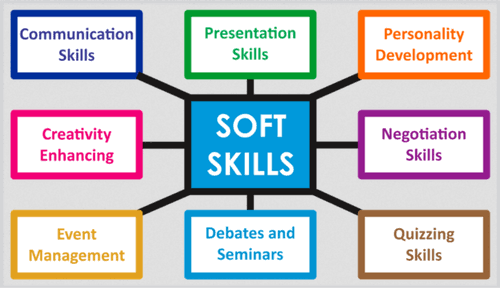 Communication
Skills
Presentation
Skills
Personality
Development
Creativity
Enhancing
SOFT
SKILLS
Negotiation
Skills
Event
Management
Debates and
Seminars
Quizzing
Skills